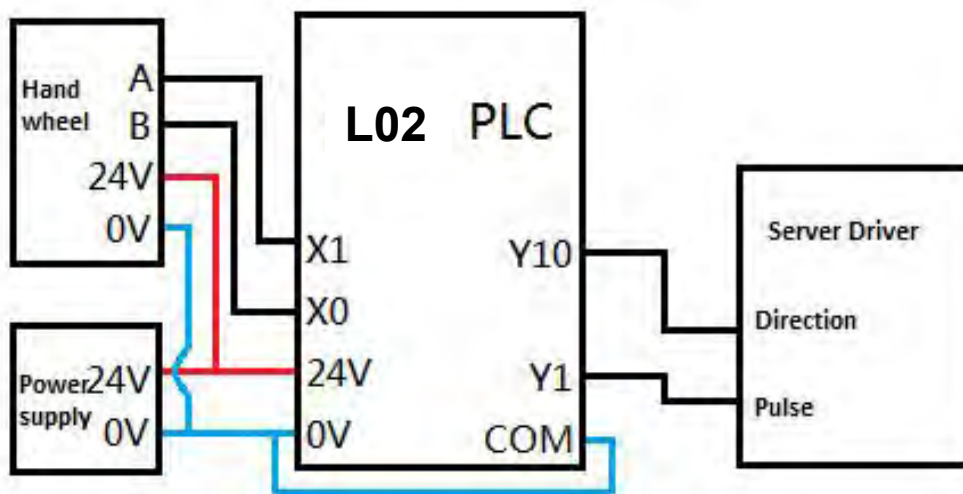 Hand
wheel
A
B
24V
0V
Power
supply
24V
0V
L02 PLC
X1
X0
24V
0V
Y10
Y1
COM
Server Driver
Direction
Pulse